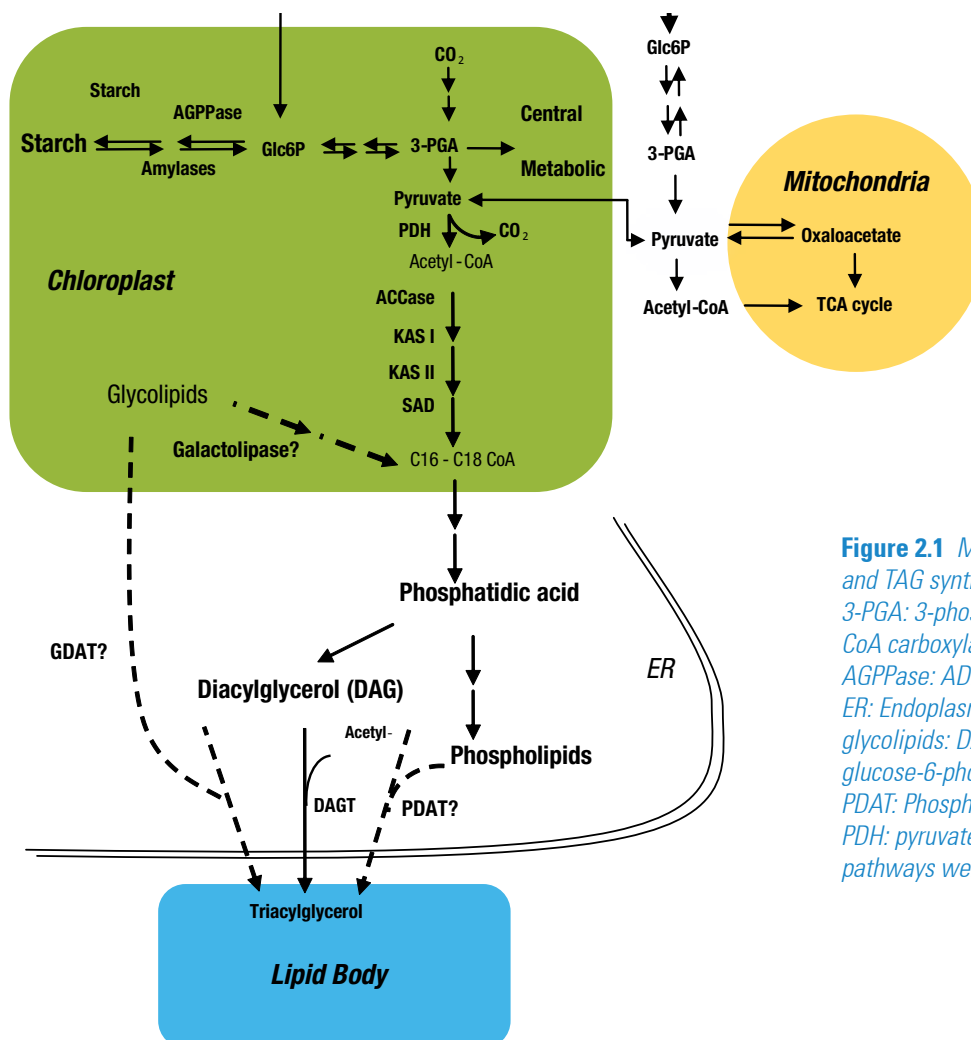 CO2
Glc6P
Starch
AGPPase
Central
Starch
Glc6P
3-PGA
3-PGA
Amylases
Metabolic
Mitochondria
Pyruvate
PDH
CO2
Pyruvate
Oxaloacetate
Acetyl-CoA
Chloroplast
ACCase
Acetyl-CoA
TCA cycle
KAS I
KAS II
Glycolipids
SAD
Galactolipase?
C16 - C18 CoA
Phosphatidic acid
GDAT?
ER
Diacylglycerol (DAG)
Acetyl-
Phospholipids
DAGT
PDAT?
Triacylglycerol
Lipid Body
Figure 2.1 M
and TAG synt
3-PGA: 3-phos
CoA carboxyla
AGPPase: AD
ER: Endoplasm
glycolipids: D
glucose-6-pho
PDAT: Phosph
PDH: pyruvate
pathways we